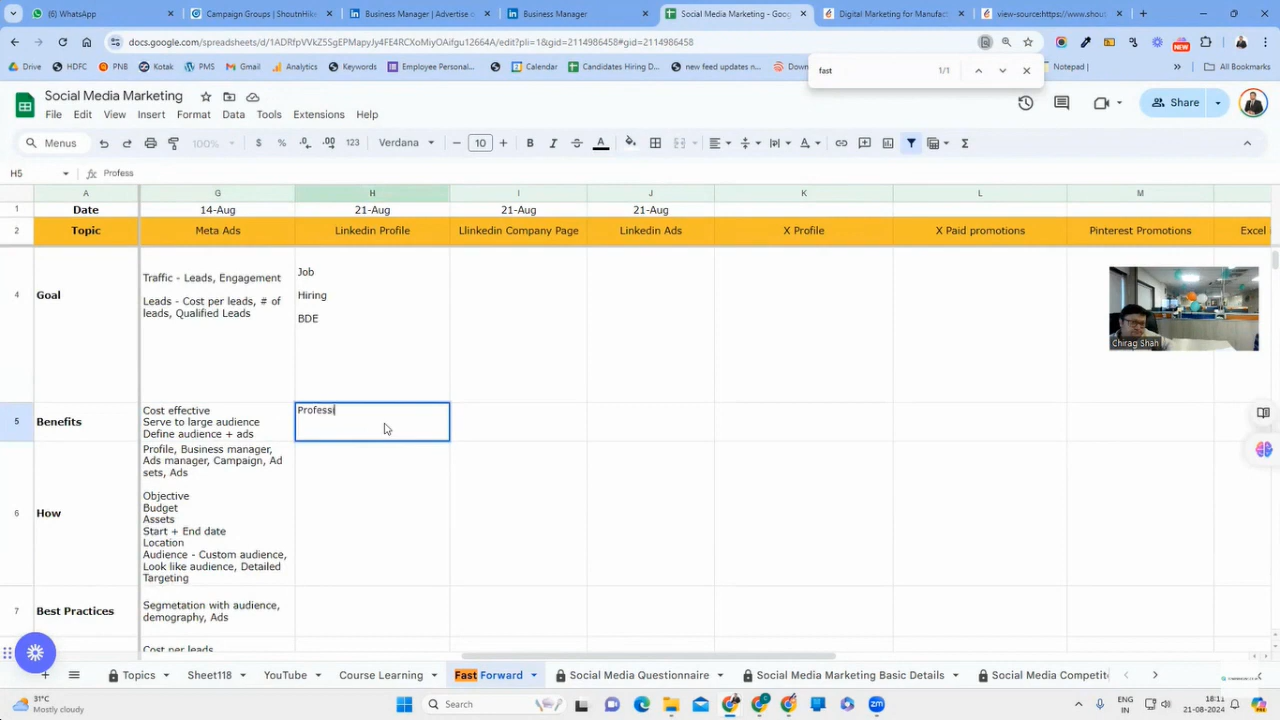 WhatsApp
Campaign Groups | ShoutnHike
Business Manager | Advertise o
Business Manager
Social Media Marketing - Goog
Digital Marketing for Manufact
view-source:https://www.shout
docs.google.com/spreadsheets/d/1ADRfpVVkZ5SgEPMapyJy4FE4RCXoMiyOAifgu12664A/edit?pli=1&gid=2114986458#gid=2114986458
NEW
Drive
HDFC
PNB
Kotak
PMS
Gmail
Analytics
Keywords
Employee Personal...
Calendar
Candidates Hiring D...
new feed updates n...
Down
Notepad |
All Bookmarks
fast
1/1
Social Media Marketing
File Edit View Insert Format Data Tools Extensions Help
Share
Menus
100%
$ % .0 .00 123
Verdana
10
H5
Profess
A G H I J K L M
1 Date 14-Aug 21-Aug 21-Aug 21-Aug
2 Topic Meta Ads Linkedin Profile Llinkedin Company Page Linkedin Ads X Profile X Paid promotions Pinterest Promotions Excel
4
Goal
Traffic - Leads, Engagement
Leads - Cost per leads, # of
leads, Qualified Leads
Job
Hiring
BDE
Chirag Shah
5
Benefits
Cost effective
Serve to large audience
Define audience + ads
Professi
6
How
Profile, Business manager,
Ads manager, Campaign, Ad
sets, Ads
Objective
Budget
Assets
Start + End date
Location
Audience - Custom audience,
Look like audience, Detailed
Targeting
7
Best Practices
Segmetation with audience,
demography, Ads
Cost per leads
Topics
Sheet118
YouTube
Course Learning
Fast Forward
Social Media Questionnaire
Social Media Marketing Basic Details
Social Media Competit
31°C
Mostly cloudy
Search
ENG
IN
18:11
21-08-2024